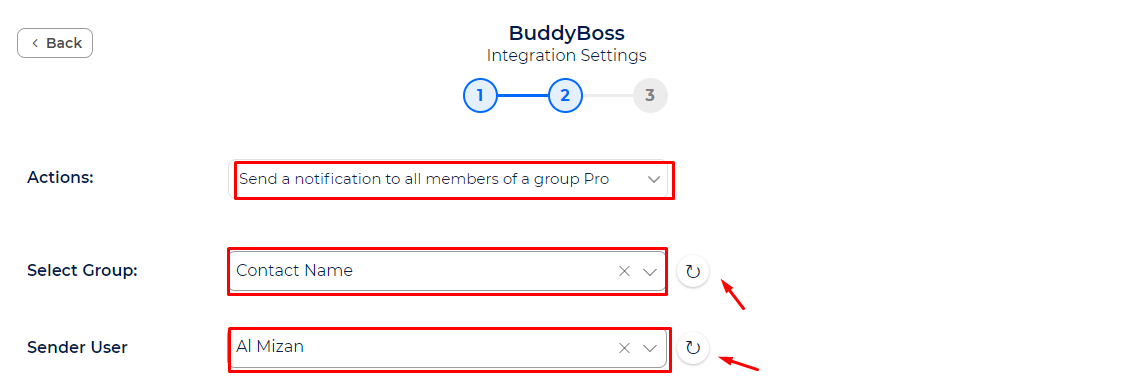 Back
BuddyBoss
Integration Settings
1 2 3
Actions: Send a notification to all members of a group Pro
Select Group: Contact Name
Sender User Al Mizan